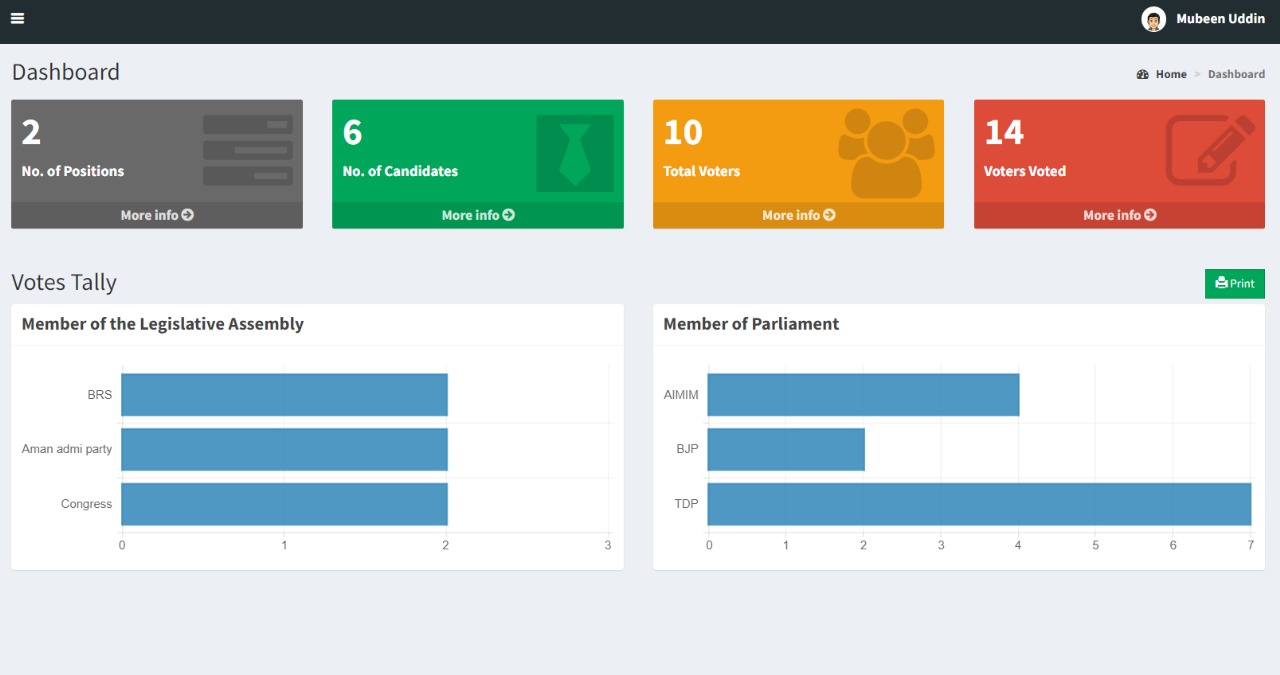 Mubeen Uddin
Dashboard
Home > Dashboard
2
No. of Positions
More info
6
No. of Candidates
More info
10
Total Voters
More info
14
Voters Voted
More info
Votes Tally
Print
Member of the Legislative Assembly
BRS
Aman admi party
Congress
0 1 2 3
Member of Parliament
AIMIM
BJP
TDP
0 1 2 3 4 5 6 7